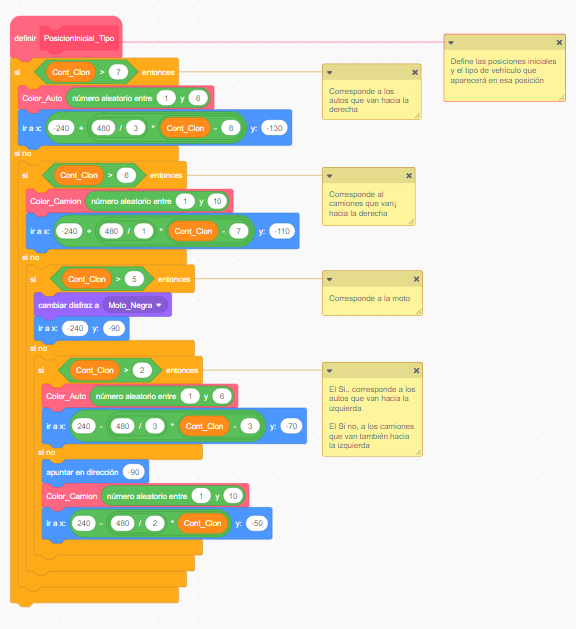 definir PosicionInicial_Tipo
Define las posiciones iniciales
y el tipo de vehículo que
aparecerá en esa posición
si Cont_Clon > 7 entonces
Corresponde a los
autos que van hacia la
derecha
Color_Auto número aleatorio entre 1 y 6
ir a x: -240 + 480 / 3 * Cont_Clon - 8 y: -130
si no
si Cont_Clon > 6 entonces
Corresponde al
camiones que van¡
hacia la derecha
Color_Camion número aleatorio entre 1 y 10
ir a x: -240 + 480 / 1 * Cont_Clon - 7 y: -110
si no
si Cont_Clon > 5 entonces
Corresponde a la moto
cambiar disfraz a Moto_Negra
ir a x: -240 y: -90
si no
si Cont_Clon > 2 entonces
El Si.. corresponde a los
autos que van hacia la
izquierda
El Si no, a los camiones
que van también hacia
la izquierda
Color_Auto número aleatorio entre 1 y 6
ir a x: 240 - 480 / 3 * Cont_Clon - 3 y: -70
si no
apuntar en dirección -90
Color_Camion número aleatorio entre 1 y 10
ir a x: 240 - 480 / 2 * Cont_Clon y: -50